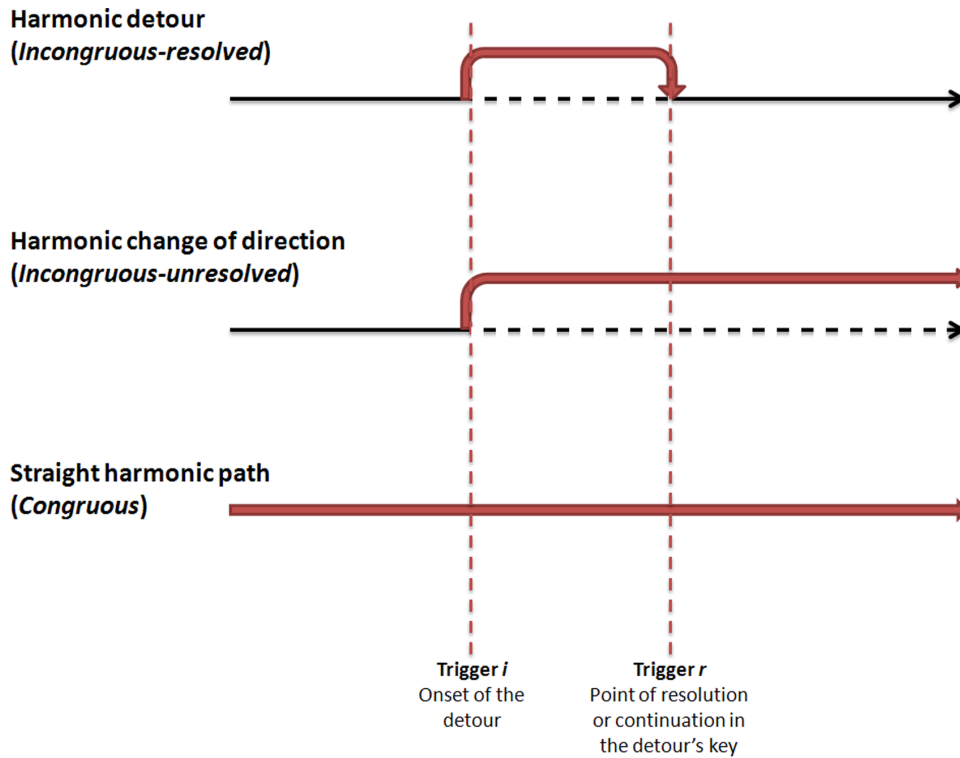 Harmonic detour
(Incongruous-resolved)
Harmonic change of direction
(Incongruous-unresolved)
Straight harmonic path
(Congruous)
Trigger i
Onset of the
detour
Trigger r
Point of resolution
or continuation in
the detour's key